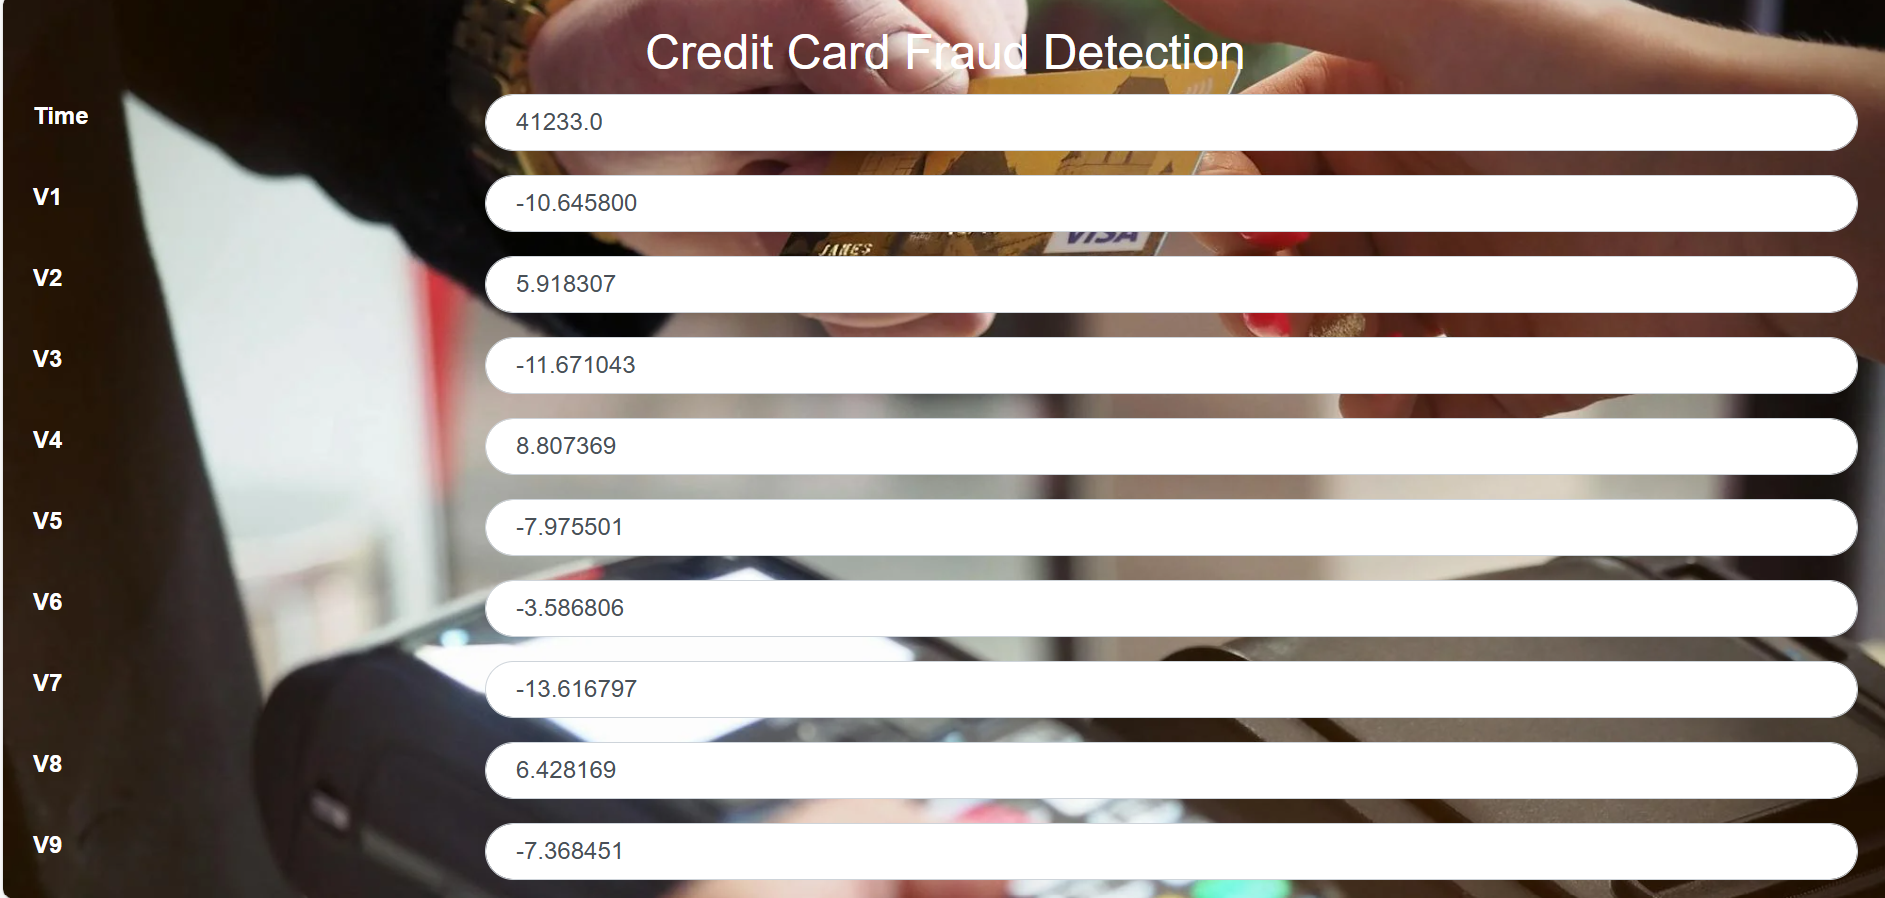 Credit Card Fraud Detection
Time 41233.0
V1 -10.645800
VISA
JAMES
V2 5.918307
V3 -11.671043
V4 8.807369
V5 -7.975501
V6 -3.586806
V7 -13.616797
V8 6.428169
V9 -7.368451